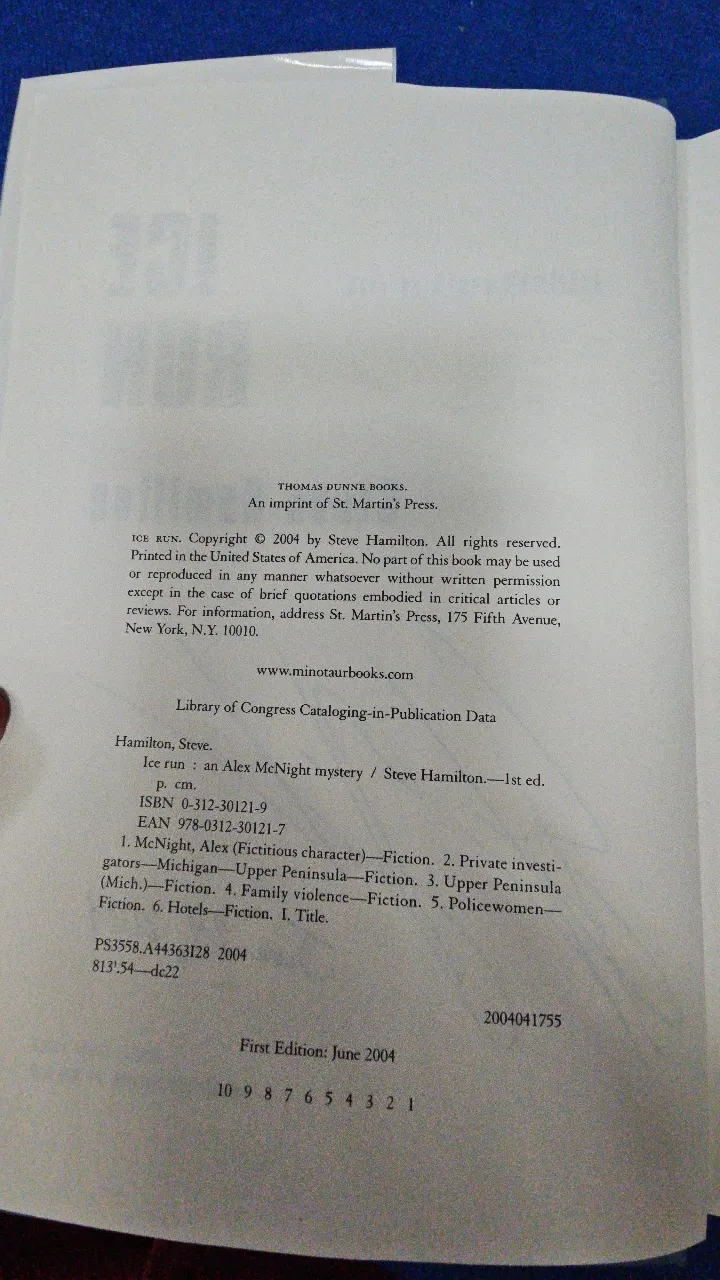 THOMAS DUNNE BOOKS.
An imprint of St. Martin's Press.
ICE RUN. Copyright © 2004 by Steve Hamilton. All rights reserved.
Printed in the United States of America. No part of this book may be used
or reproduced in any manner whatsoever without written permission
except in the case of brief quotations embodied in critical articles or
reviews. For information, address St. Martin's Press, 175 Fifth Avenue,
New York, N.Y. 10010.
www.minotaurbooks.com
Library of Congress Cataloging-in-Publication Data
Hamilton, Steve.
Ice run : an Alex McNight mystery / Steve Hamilton.—1st ed.
p. cm.
ISBN 0-312-30121-9
EAN 978-0312-30121-7
1. McNight, Alex (Fictitious character)—Fiction. 2. Private investi-
gators—Michigan—Upper Peninsula—Fiction. 3. Upper Peninsula
(Mich.)—Fiction. 4. Family violence—Fiction. 5. Policewomen—
Fiction. 6. Hotels—Fiction. I. Title.
PS3558.A44363I28 2004
813'.54—dc22
2004041755
First Edition: June 2004
10 9 8 7 6 5 4 3 2 1